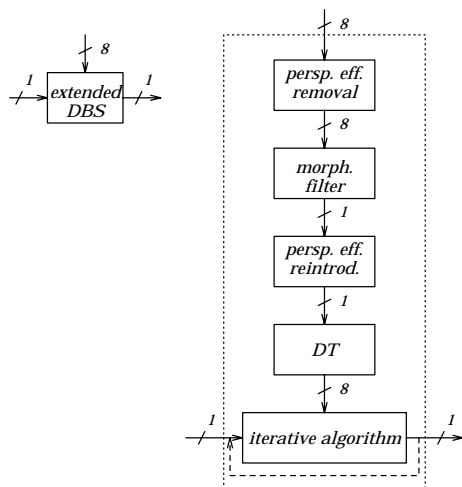 8
1
extended
DBS
1
8
persp. eff.
removal
8
morph.
filter
1
persp. eff.
reintrod.
1
DT
8
1
iterative algorithm
1